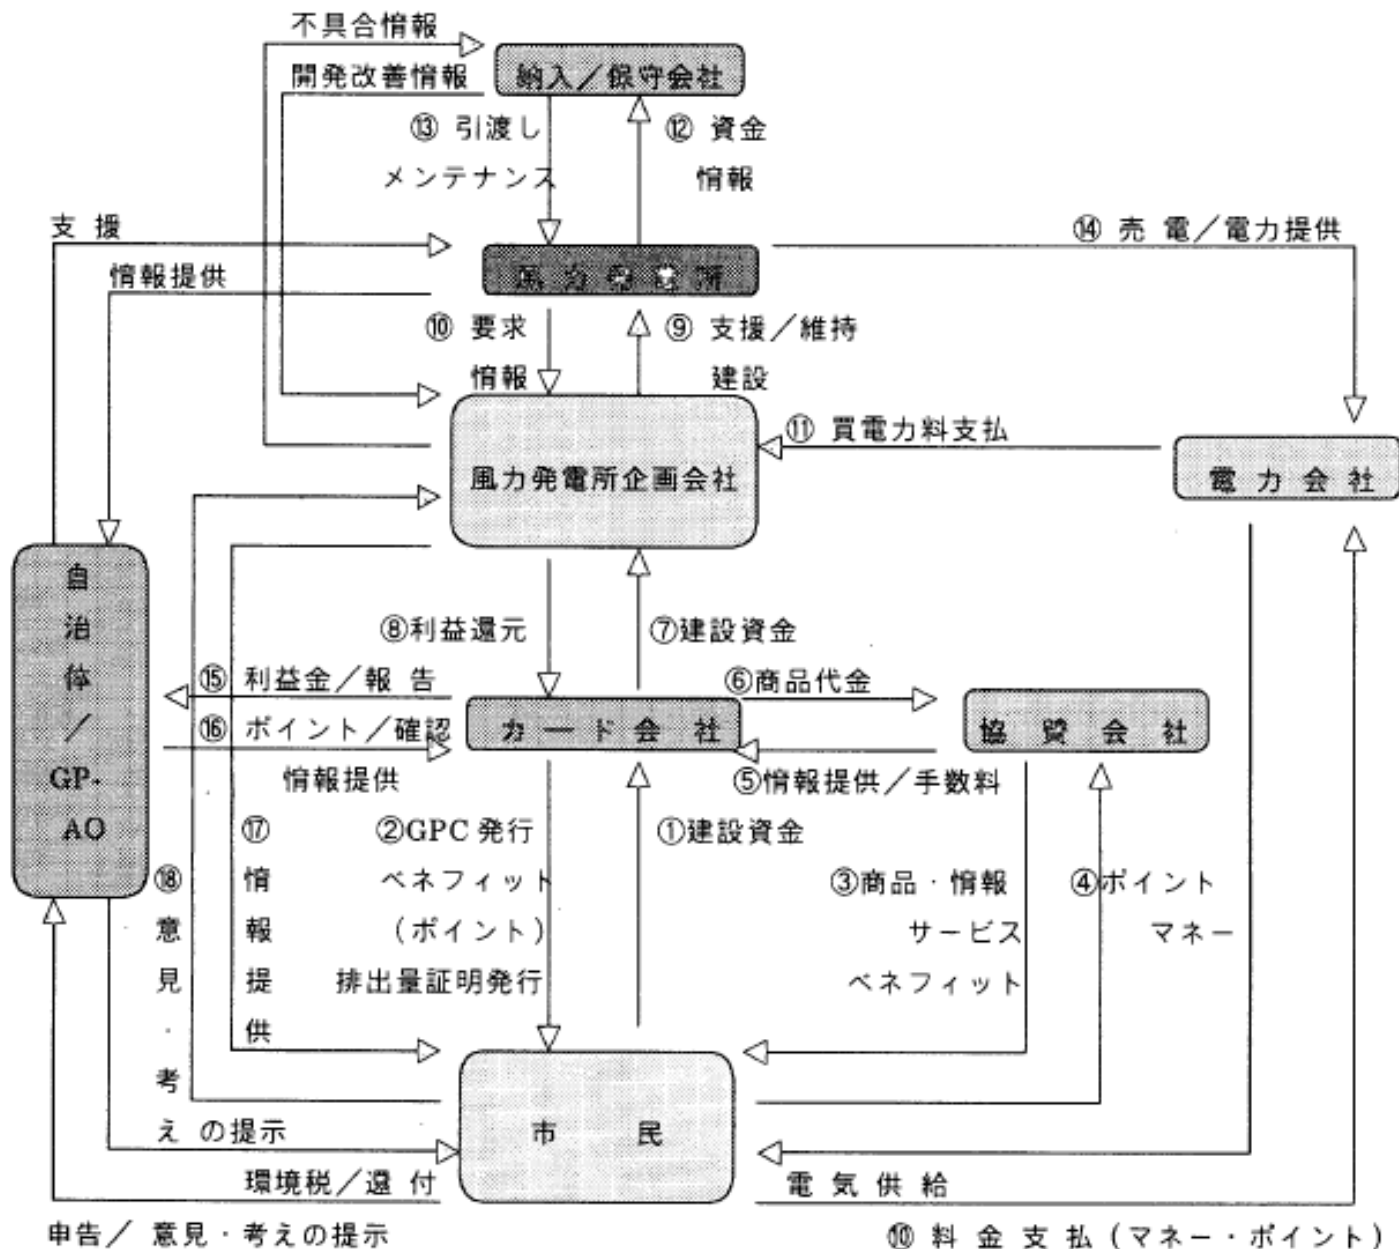 不具合情報
納入／保守会社
開発改善情報
⑬ 引渡し
メンテナンス
⑫ 資金
情報
支 援
⑭ 売 電／電力提供
情報提供
風 力 発 電 所
⑩ 要求
情報
⑨ 支援／維持
建設
⑪ 買電力料支払
電 力 会 社
風力発電所企画会社
自治体／GP-AO
⑧利益還元
⑦建設資金
⑮ 利益金／報 告
⑥商品代金
⑯ ポイント／確認
情報提供
カ ー ド 会 社
協 賛 会 社
⑤情報提供／手数料
⑰情報提供
②GPC 発行
ベネフィット
（ポイント）
排出量証明発行
①建設資金
③商品・情報
サービス
ベネフィット
④ポイント
マネー
⑱意見・考え の提示
市 民
環境税／還 付
申告／ 意見・考えの提示
電 気 供 給
⑩ 料 金 支 払（マネー・ポイント）